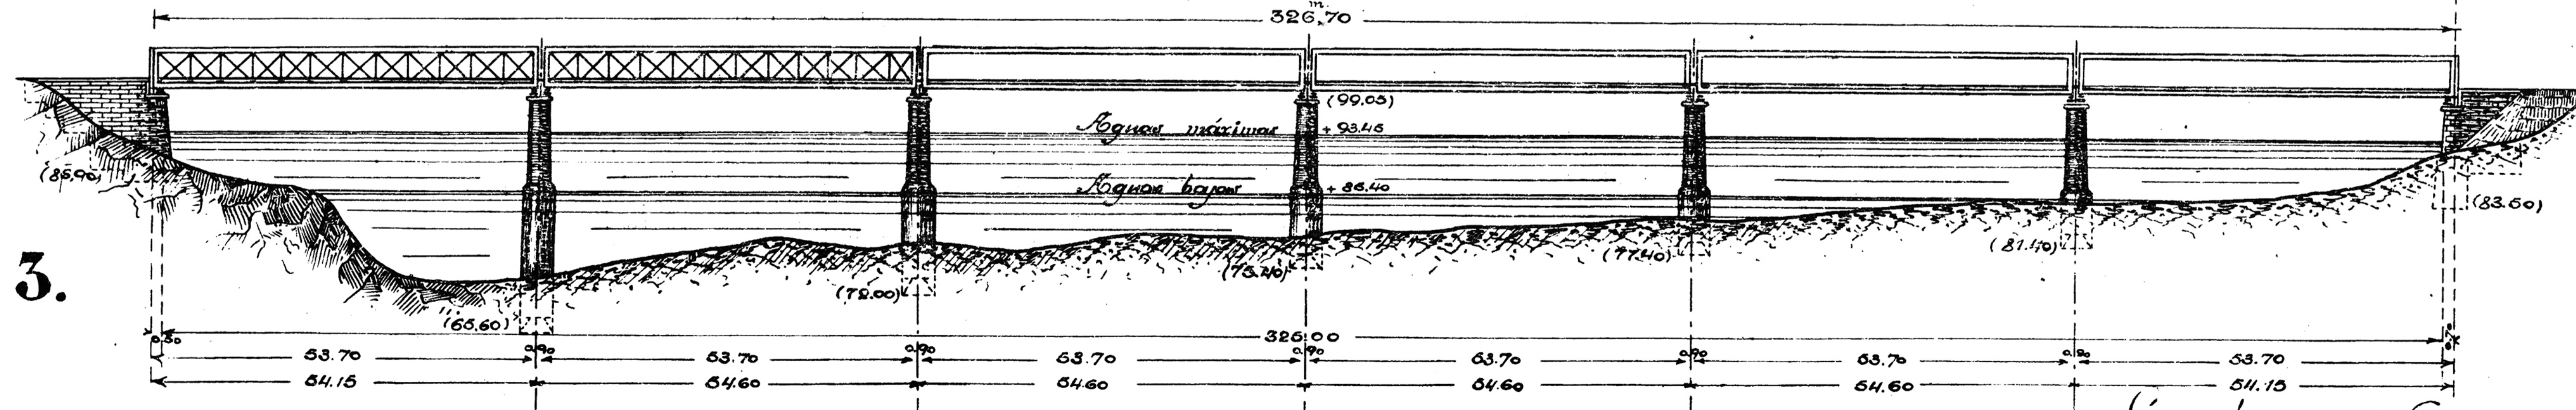 m.
326,70
(99.05)
Aguas máximas + 93.45
Aguas bajas + 86.40
(85,90)
(83.60)
(81.40)
(77.40)
(75.40)
(72.00)
(65.60)
3.
326.00
0.80
53.70 0.90 53.70 0.90 53.70 0.90 53.70 0.90 53.70 0.90 53.70
54.15 54.60 54.60 54.60 54.60 54.15